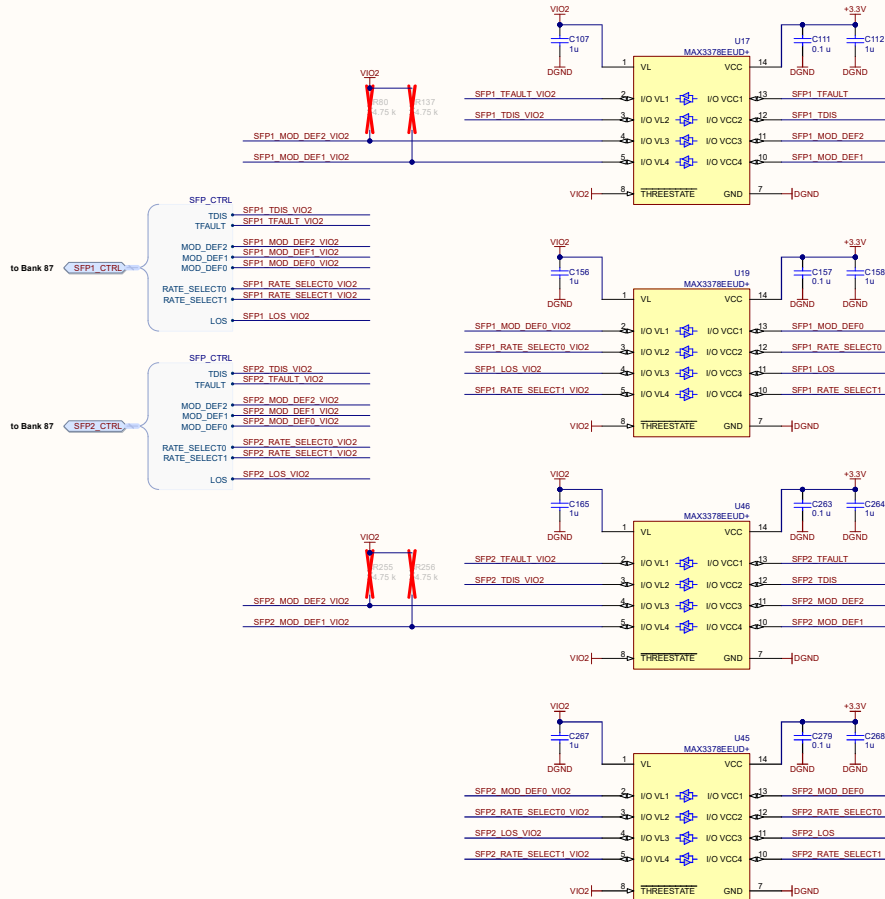 VIO2
+3.3V
C107
1u
U17
MAX3378EEUD+
C111
0.1 u
C112
1u
DGND
DGND
DGND
1 VL VCC 14
VIO2
R80
4.75 k
R137
4.75 k
SFP1_TFAULT_VIO2 2 I/O VL1 I/O VCC1 13 SFP1_TFAULT
SFP1_TDIS_VIO2 3 I/O VL2 I/O VCC2 12 SFP1_TDIS
SFP1_MOD_DEF2_VIO2 4 I/O VL3 I/O VCC3 11 SFP1_MOD_DEF2
SFP1_MOD_DEF1_VIO2 5 I/O VL4 I/O VCC4 10 SFP1_MOD_DEF1
VIO2 8 THREESTATE GND 7 DGND
SFP_CTRL
TDIS SFP1_TDIS_VIO2
TFAULT SFP1_TFAULT_VIO2
MOD_DEF2 SFP1_MOD_DEF2_VIO2
MOD_DEF1 SFP1_MOD_DEF1_VIO2
MOD_DEF0 SFP1_MOD_DEF0_VIO2
to Bank 87 SFP1_CTRL
RATE_SELECT0 SFP1_RATE_SELECT0_VIO2
RATE_SELECT1 SFP1_RATE_SELECT1_VIO2
LOS SFP1_LOS_VIO2
VIO2
+3.3V
C156
1u
U19
MAX3378EEUD+
C157
0.1 u
C158
1u
DGND
DGND
DGND
1 VL VCC 14
SFP1_MOD_DEF0_VIO2 2 I/O VL1 I/O VCC1 13 SFP1_MOD_DEF0
SFP1_RATE_SELECT0_VIO2 3 I/O VL2 I/O VCC2 12 SFP1_RATE_SELECT0
SFP1_LOS_VIO2 4 I/O VL3 I/O VCC3 11 SFP1_LOS
SFP1_RATE_SELECT1_VIO2 5 I/O VL4 I/O VCC4 10 SFP1_RATE_SELECT1
VIO2 8 THREESTATE GND 7 DGND
SFP_CTRL
TDIS SFP2_TDIS_VIO2
TFAULT SFP2_TFAULT_VIO2
MOD_DEF2 SFP2_MOD_DEF2_VIO2
MOD_DEF1 SFP2_MOD_DEF1_VIO2
MOD_DEF0 SFP2_MOD_DEF0_VIO2
to Bank 87 SFP2_CTRL
RATE_SELECT0 SFP2_RATE_SELECT0_VIO2
RATE_SELECT1 SFP2_RATE_SELECT1_VIO2
LOS SFP2_LOS_VIO2
VIO2
+3.3V
C165
1u
U46
MAX3378EEUD+
C263
0.1 u
C264
1u
DGND
DGND
DGND
1 VL VCC 14
VIO2
R255
4.75 k
R256
4.75 k
SFP2_TFAULT_VIO2 2 I/O VL1 I/O VCC1 13 SFP2_TFAULT
SFP2_TDIS_VIO2 3 I/O VL2 I/O VCC2 12 SFP2_TDIS
SFP2_MOD_DEF2_VIO2 4 I/O VL3 I/O VCC3 11 SFP2_MOD_DEF2
SFP2_MOD_DEF1_VIO2 5 I/O VL4 I/O VCC4 10 SFP2_MOD_DEF1
VIO2 8 THREESTATE GND 7 DGND
VIO2
+3.3V
C267
1u
U45
MAX3378EEUD+
C279
0.1 u
C268
1u
DGND
DGND
DGND
1 VL VCC 14
SFP2_MOD_DEF0_VIO2 2 I/O VL1 I/O VCC1 13 SFP2_MOD_DEF0
SFP2_RATE_SELECT0_VIO2 3 I/O VL2 I/O VCC2 12 SFP2_RATE_SELECT0
SFP2_LOS_VIO2 4 I/O VL3 I/O VCC3 11 SFP2_LOS
SFP2_RATE_SELECT1_VIO2 5 I/O VL4 I/O VCC4 10 SFP2_RATE_SELECT1
VIO2 8 THREESTATE GND 7 DGND